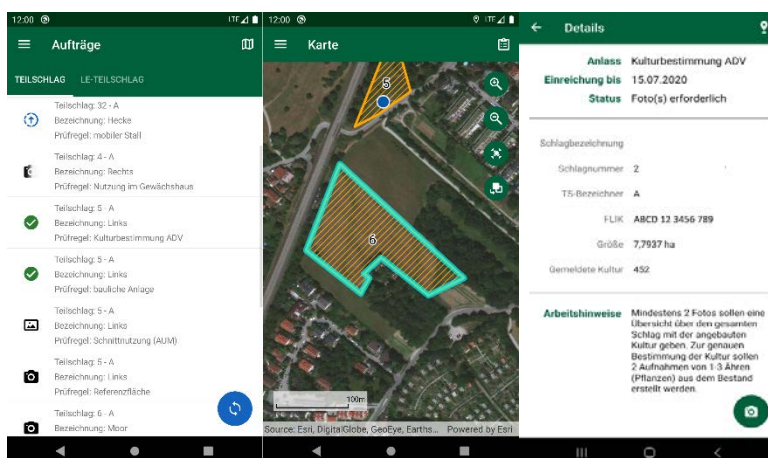 12:00
LTE
Aufträge
TEILSCHLAG
LE-TEILSCHLAG
Teilschlag: 32 - A
Bezeichnung: Hecke
Prüfregel: mobiler Stall
Teilschlag: 4 - A
Bezeichnung: Rechts
Prüfregel: Nutzung im Gewächshaus
Teilschlag: 5 - A
Bezeichnung: Links
Prüfregel: Kulturbestimmung ADV
Teilschlag: 5 - A
Bezeichnung: Links
Prüfregel: bauliche Anlage
Teilschlag: 5 - A
Bezeichnung: Links
Prüfregel: Schnittnutzung (AUM)
Teilschlag: 5 - A
Bezeichnung: Links
Prüfregel: Referenzfläche
Teilschlag: 6 - A
Bezeichnung: Moor
12:00
LTE
Karte
5
6
100m
Source: Esri, DigitalGlobe, GeoEye, Earths...
Powered by Esri
Details
Anlass Kulturbestimmung ADV
Einreichung bis 15.07.2020
Status Foto(s) erforderlich
Schlagbezeichnung
Schlagnummer 2
TS-Bezeichner A
FLIK ABCD 12 3456 789
Größe 7,7937 ha
Gemeldete Kultur 452
Arbeitshinweise Mindestens 2 Fotos sollen eine
Übersicht über den gesamten
Schlag mit der angebauten
Kultur geben. Zur genauen
Bestimmung der Kultur sollen
2 Aufnahmen von 1-3 Ähren
(Pflanzen) aus dem Bestand
erstellt werden.